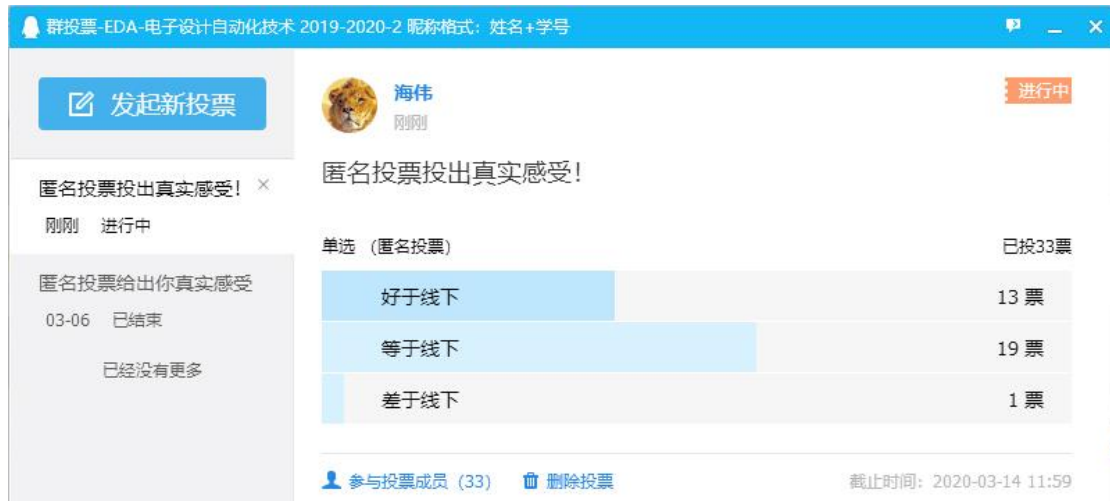 群投票-EDA-电子设计自动化技术 2019-2020-2 昵称格式：姓名+学号
发起新投票
匿名投票投出真实感受！
刚刚 进行中
匿名投票给出你真实感受
03-06 已结束
已经没有更多
海伟
刚刚
进行中
匿名投票投出真实感受！
单选 （匿名投票） 已投33票
好于线下 13 票
等于线下 19 票
差于线下 1 票
参与投票成员（33） 删除投票 截止时间：2020-03-14 11:59